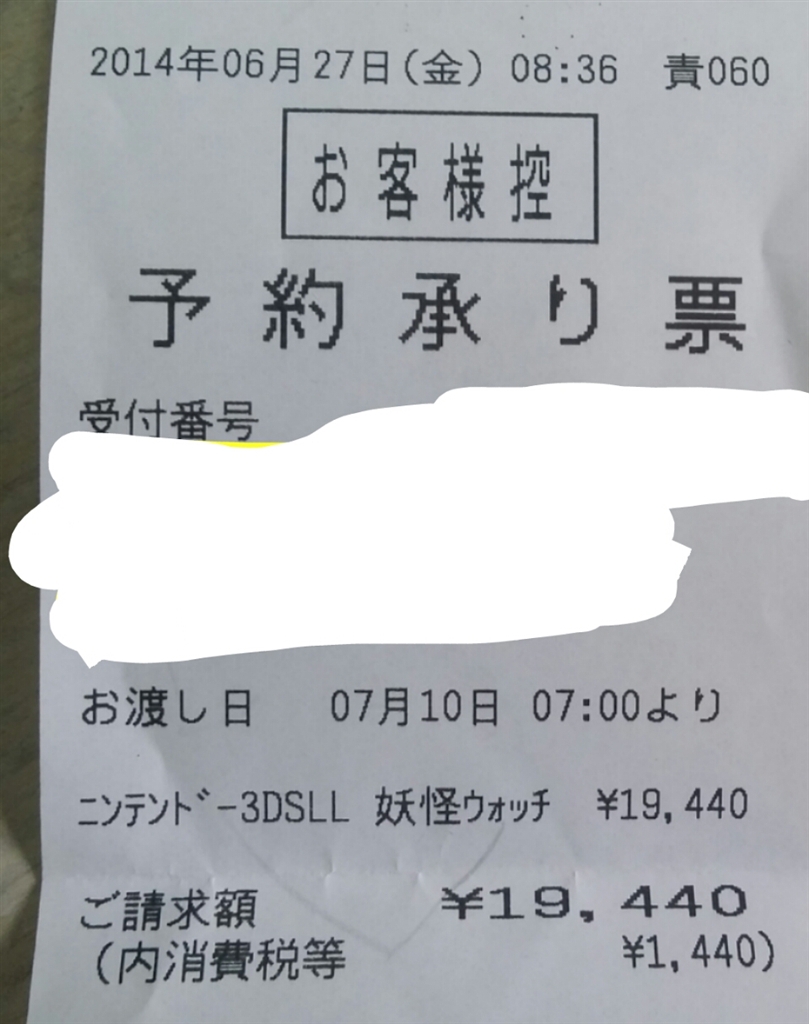 2014年06月27日(金) 08:36 責060
お客様控
予約承り票
受付番号
お渡し日 07月10日 07:00より
ﾆﾝﾃﾝﾄﾞｰ3DSLL 妖怪ｳｫｯﾁ ¥19,440
ご請求額 ¥19,440
(内消費税等 ¥1,440)